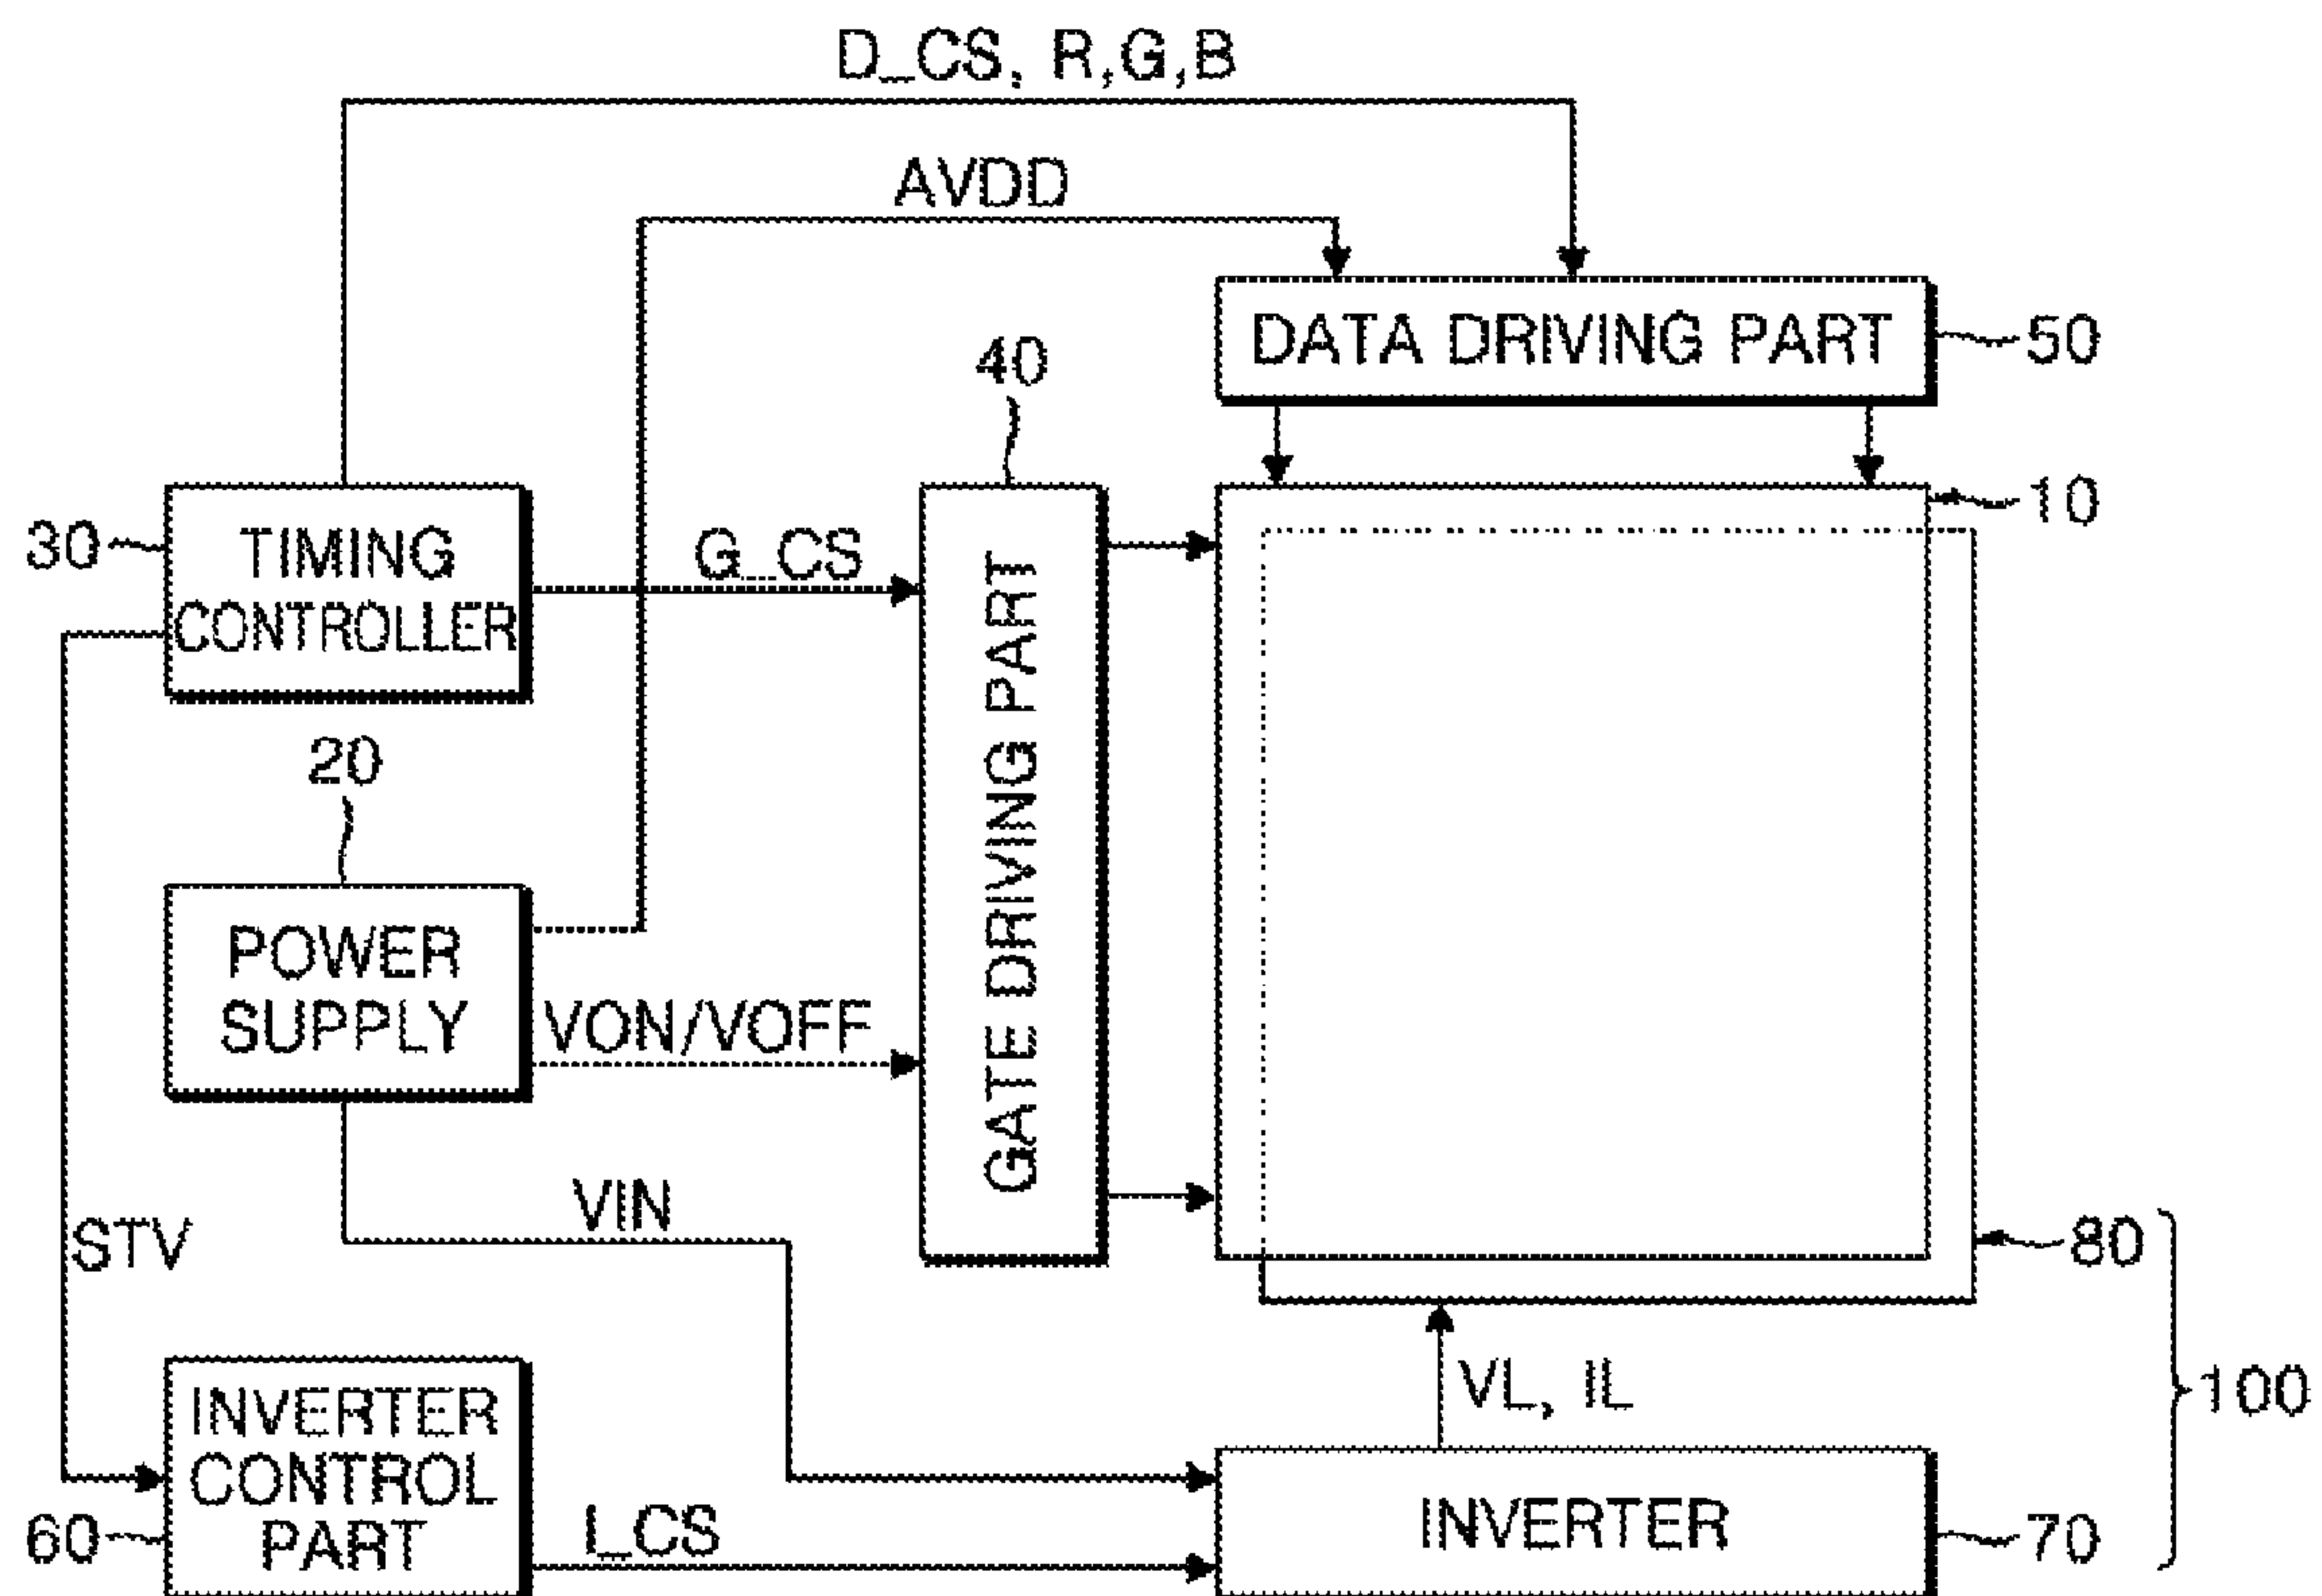 D_CS, R,G,B
AVDD
DATA DRIVING PART
50
40
10
30
TIMING
CONTROLLER
G_CS
GATE DRIVING PART
20
POWER
SUPPLY
VON/VOFF
VIN
STV
80
100
VL, IL
INVERTER
CONTROL
PART
60
I_CS
INVERTER
70